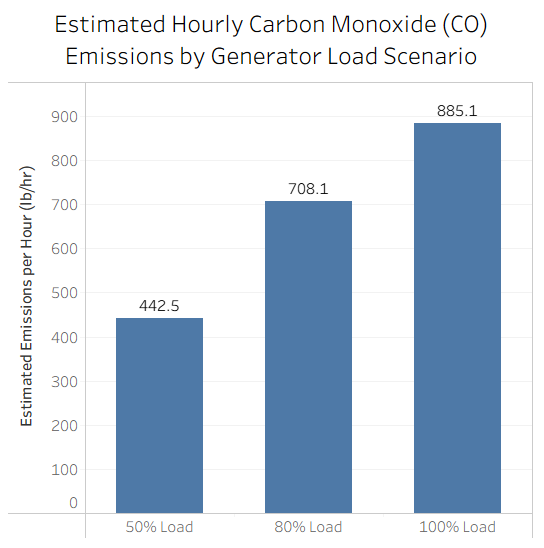 Estimated Hourly Carbon Monoxide (CO)
Emissions by Generator Load Scenario
Estimated Emissions per Hour (lb/hr)
900
800
700
600
500
400
300
200
100
0
442.5
708.1
885.1
50% Load
80% Load
100% Load